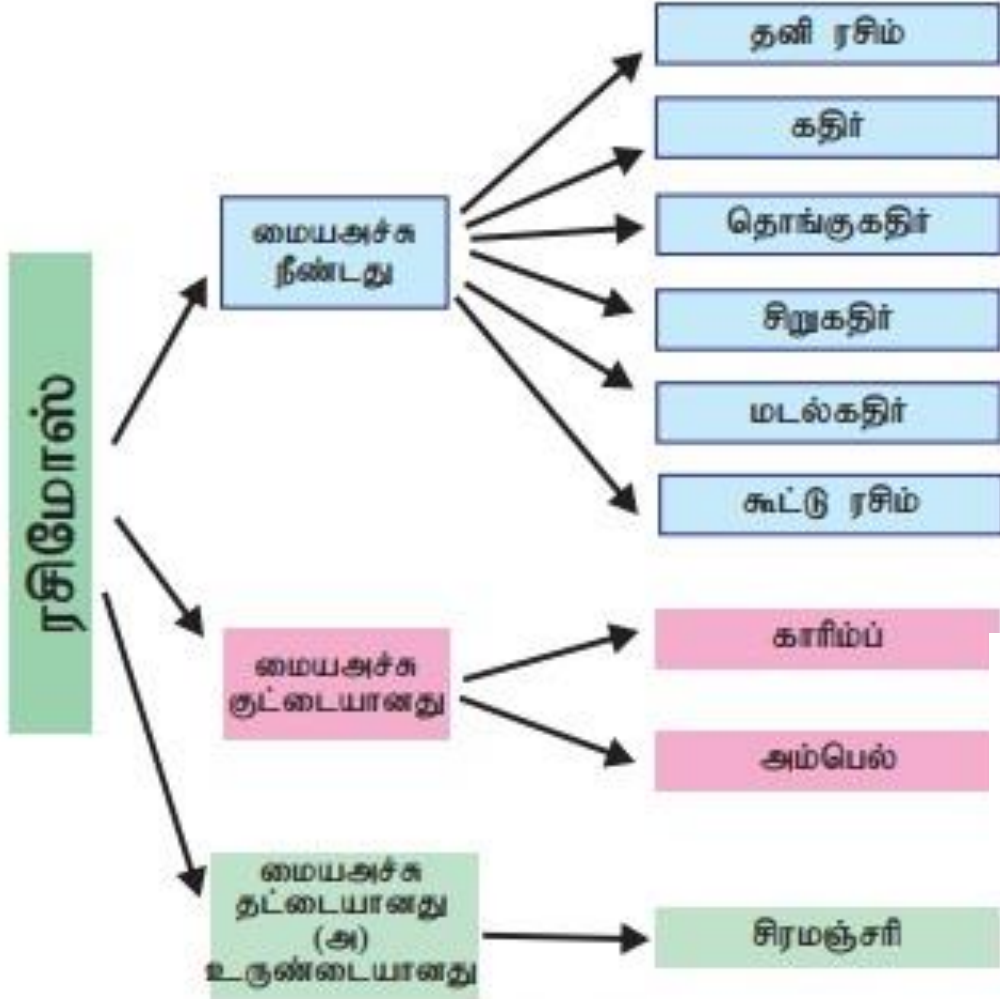 ரசிமோஸ்
மையஅச்சு
நீண்டது
தனி ரசிம்
கதிர்
தொங்குகதிர்
சிறுகதிர்
மடல்கதிர்
கூட்டு ரசிம்
மையஅச்சு
குட்டையானது
காரிம்ப்
அம்பெல்
மையஅச்சு
தட்டையானது
(அ)
உருண்டையானது
சிரமஞ்சரி